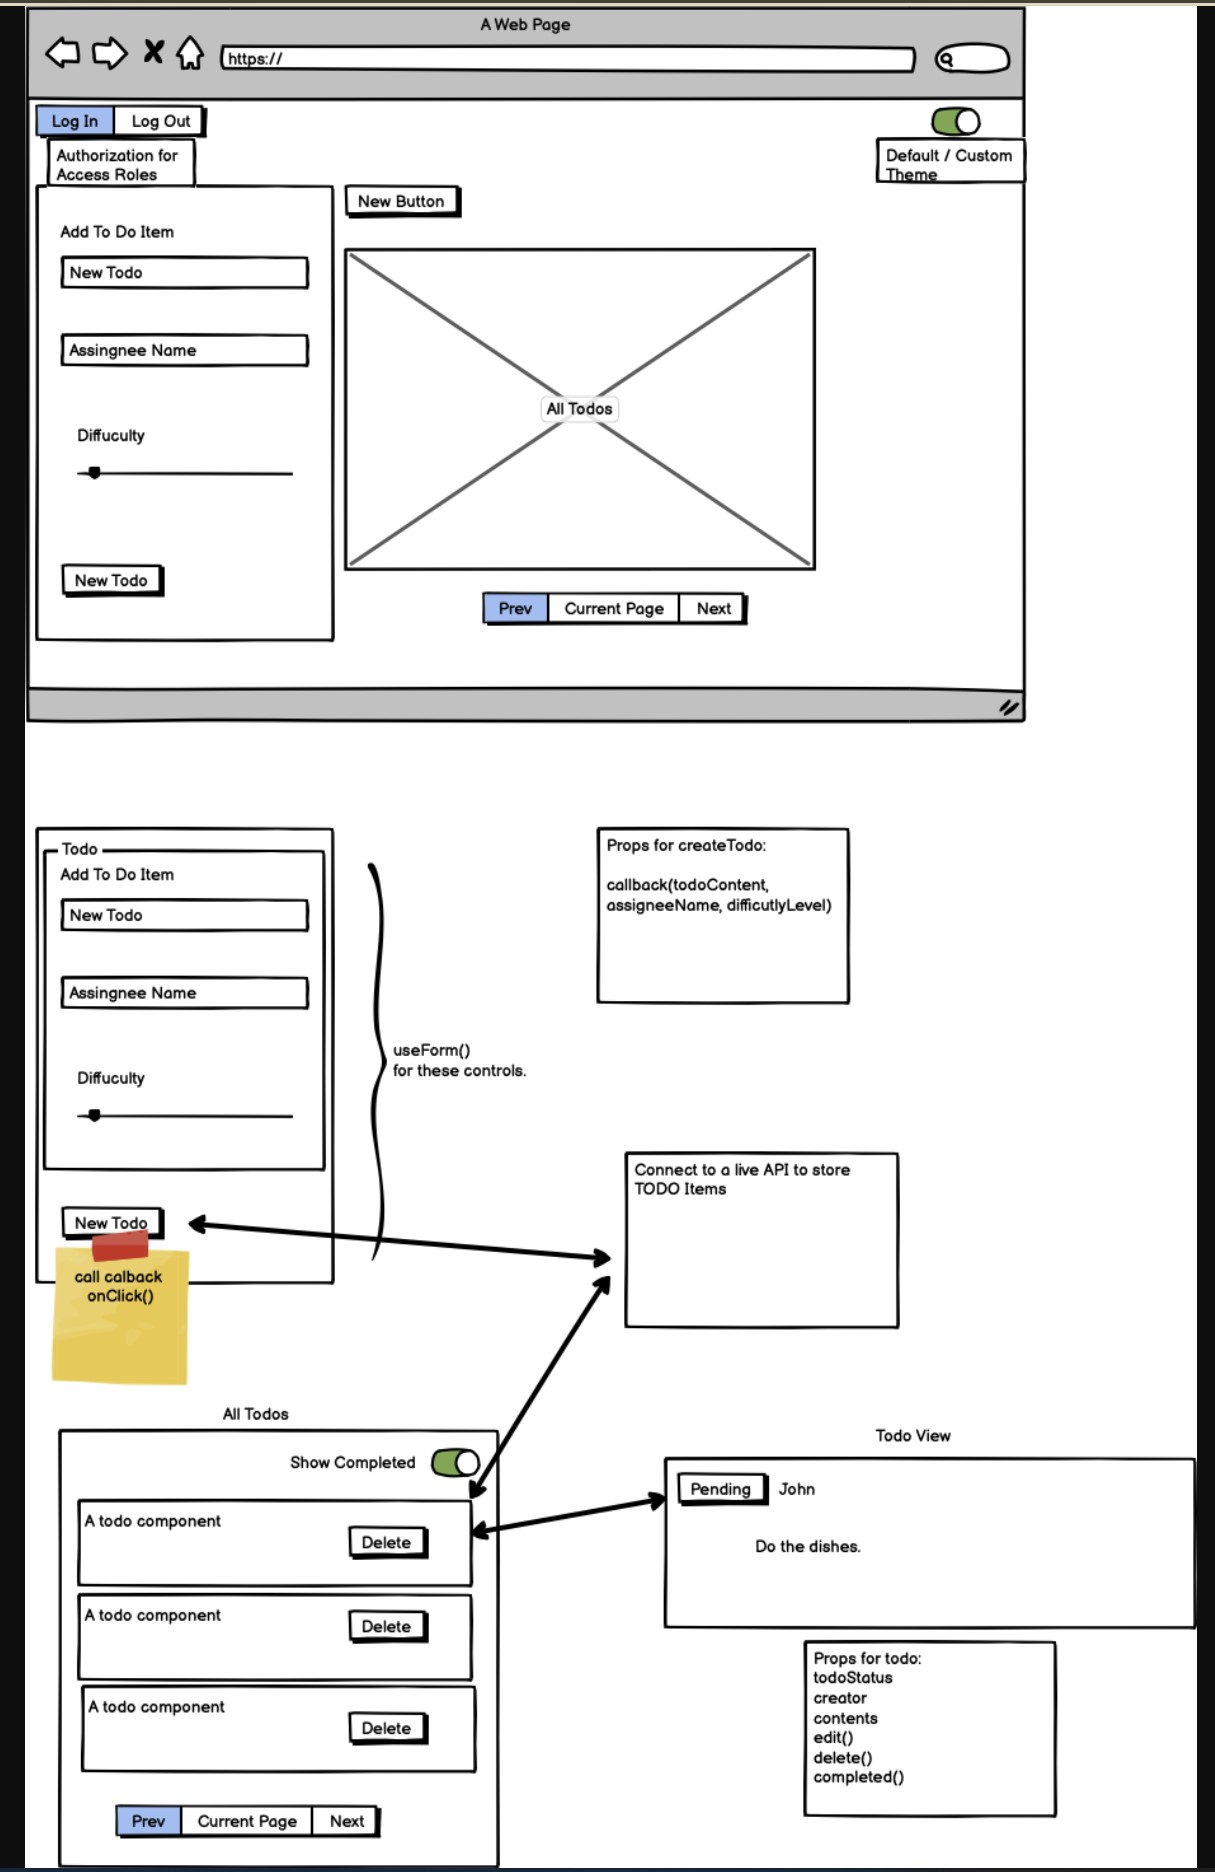 A Web Page
https://
Log In
Log Out
Authorization for
Access Roles
Default / Custom
Theme
New Button
Add To Do Item
New Todo
Assingnee Name
All Todos
Diffuculty
New Todo
Prev
Current Page
Next
Todo
Add To Do Item
New Todo
Assingnee Name
Diffuculty
New Todo
call calback
onClick()
useForm()
for these controls.
Props for createTodo:
callback(todoContent,
assigneeName, difficutlyLevel)
Connect to a live API to store
TODO Items
All Todos
Show Completed
A todo component
Delete
A todo component
Delete
A todo component
Delete
Prev
Current Page
Next
Todo View
Pending
John
Do the dishes.
Props for todo:
todoStatus
creator
contents
edit()
delete()
completed()